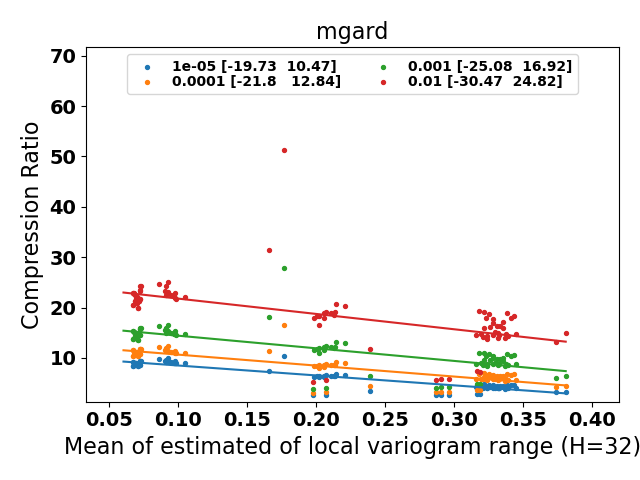 mgard
1e-05 [-19.73 10.47]
0.0001 [-21.8 12.84]
0.001 [-25.08 16.92]
0.01 [-30.47 24.82]
Compression Ratio
70
60
50
40
30
20
10
0.05 0.10 0.15 0.20 0.25 0.30 0.35 0.40
Mean of estimated of local variogram range (H=32)